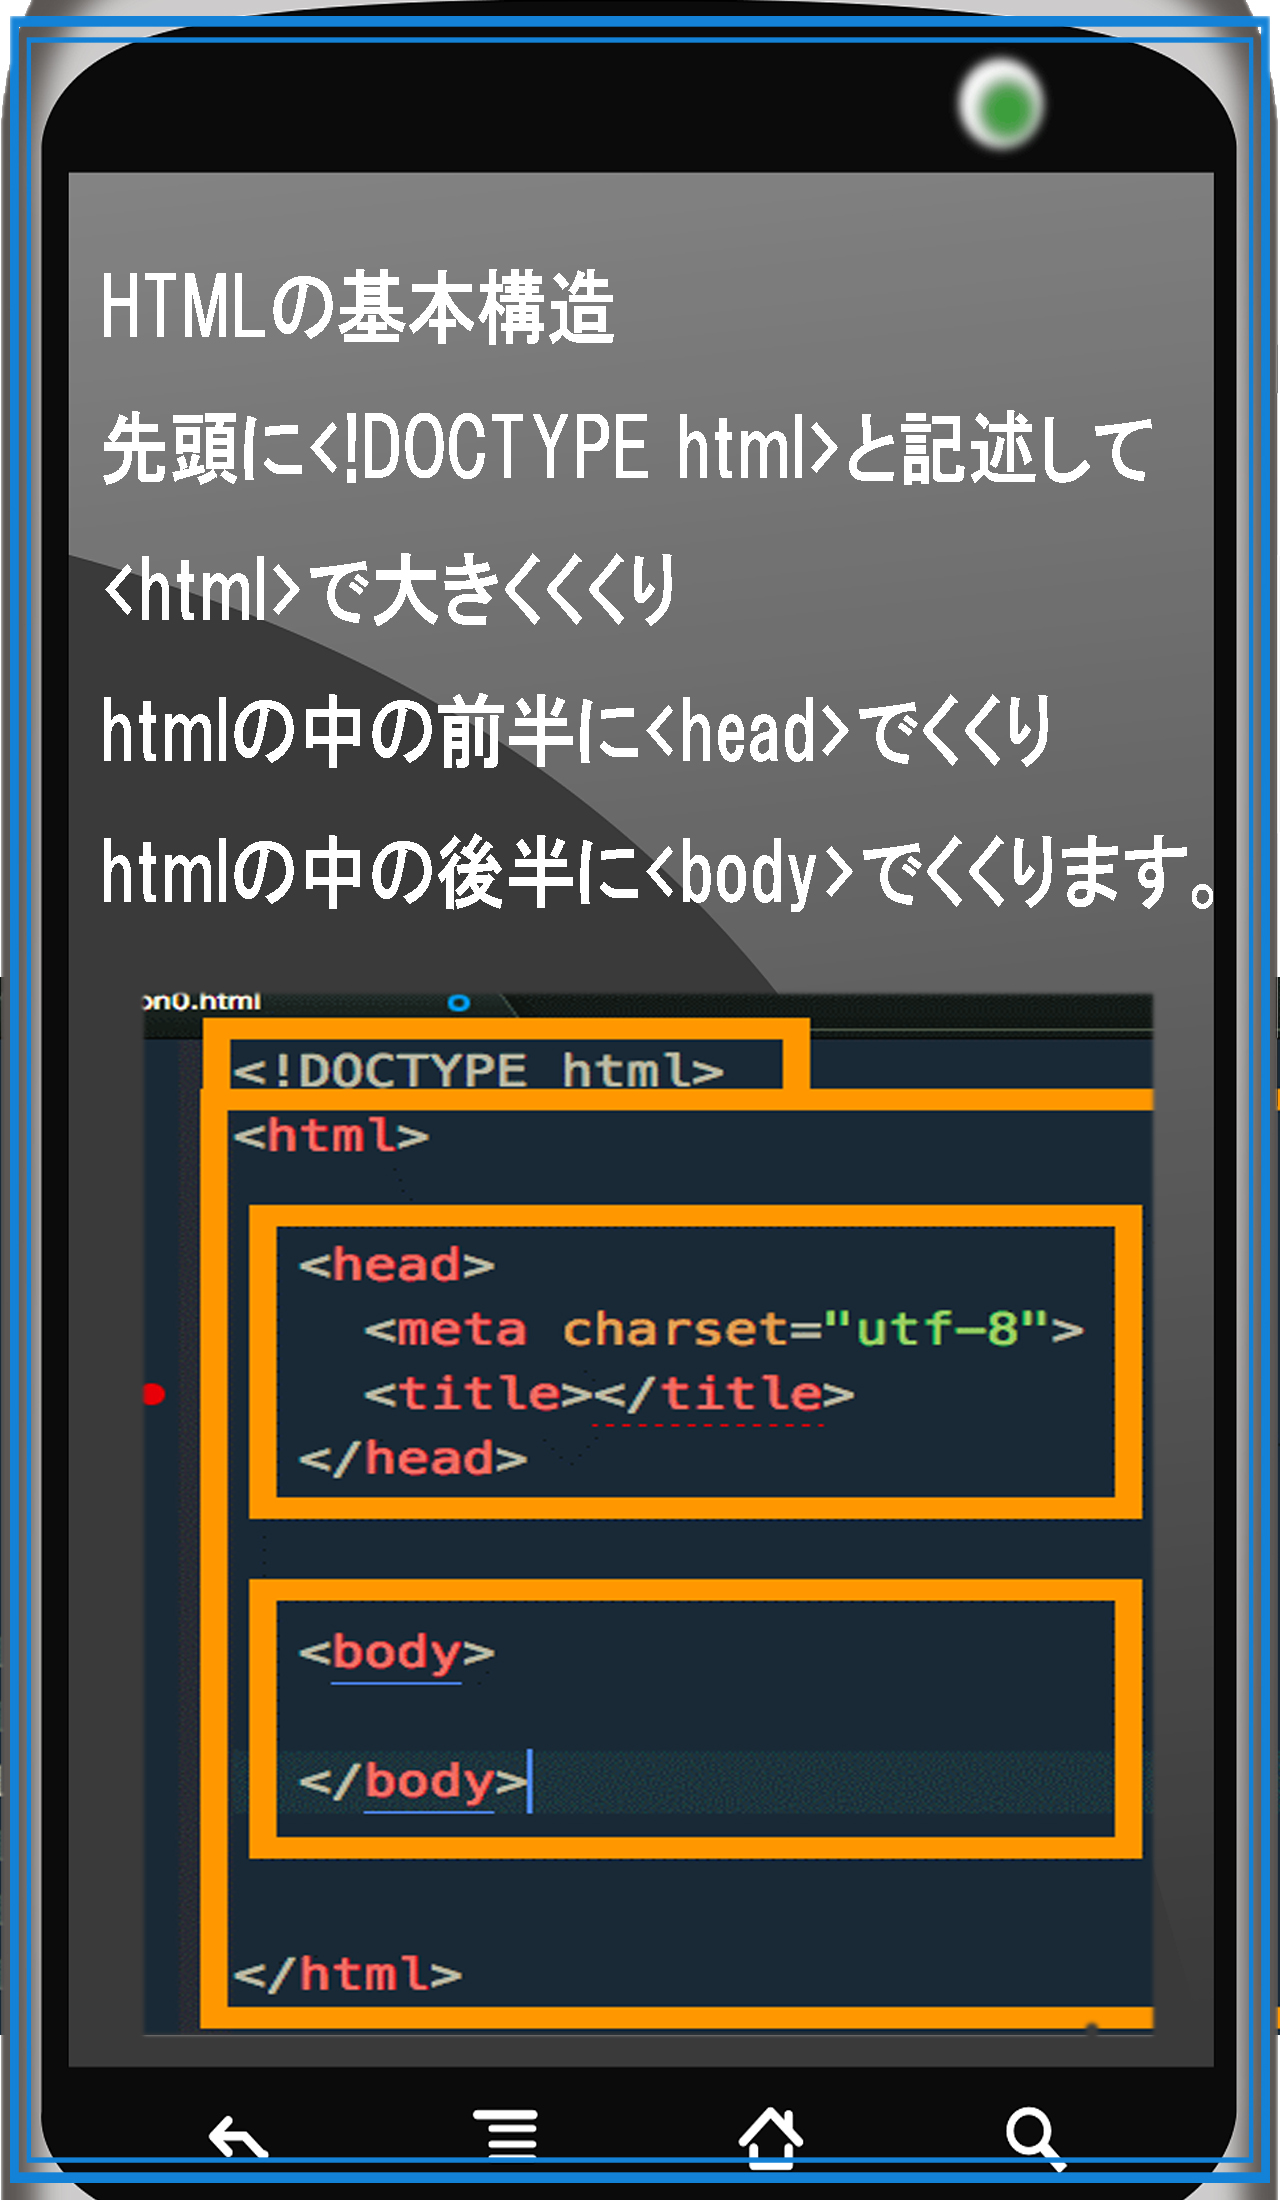 HTMLの基本構造
先頭に<!DOCTYPE html>と記述して
<html>で大きくくくり
htmlの中の前半に<head>でくくり
htmlの中の後半に<body>でくくります。
on0.html
<!DOCTYPE html>
<html>
<head>
<meta charset="utf-8">
<title></title>
</head>
<body>
</body>
</html>